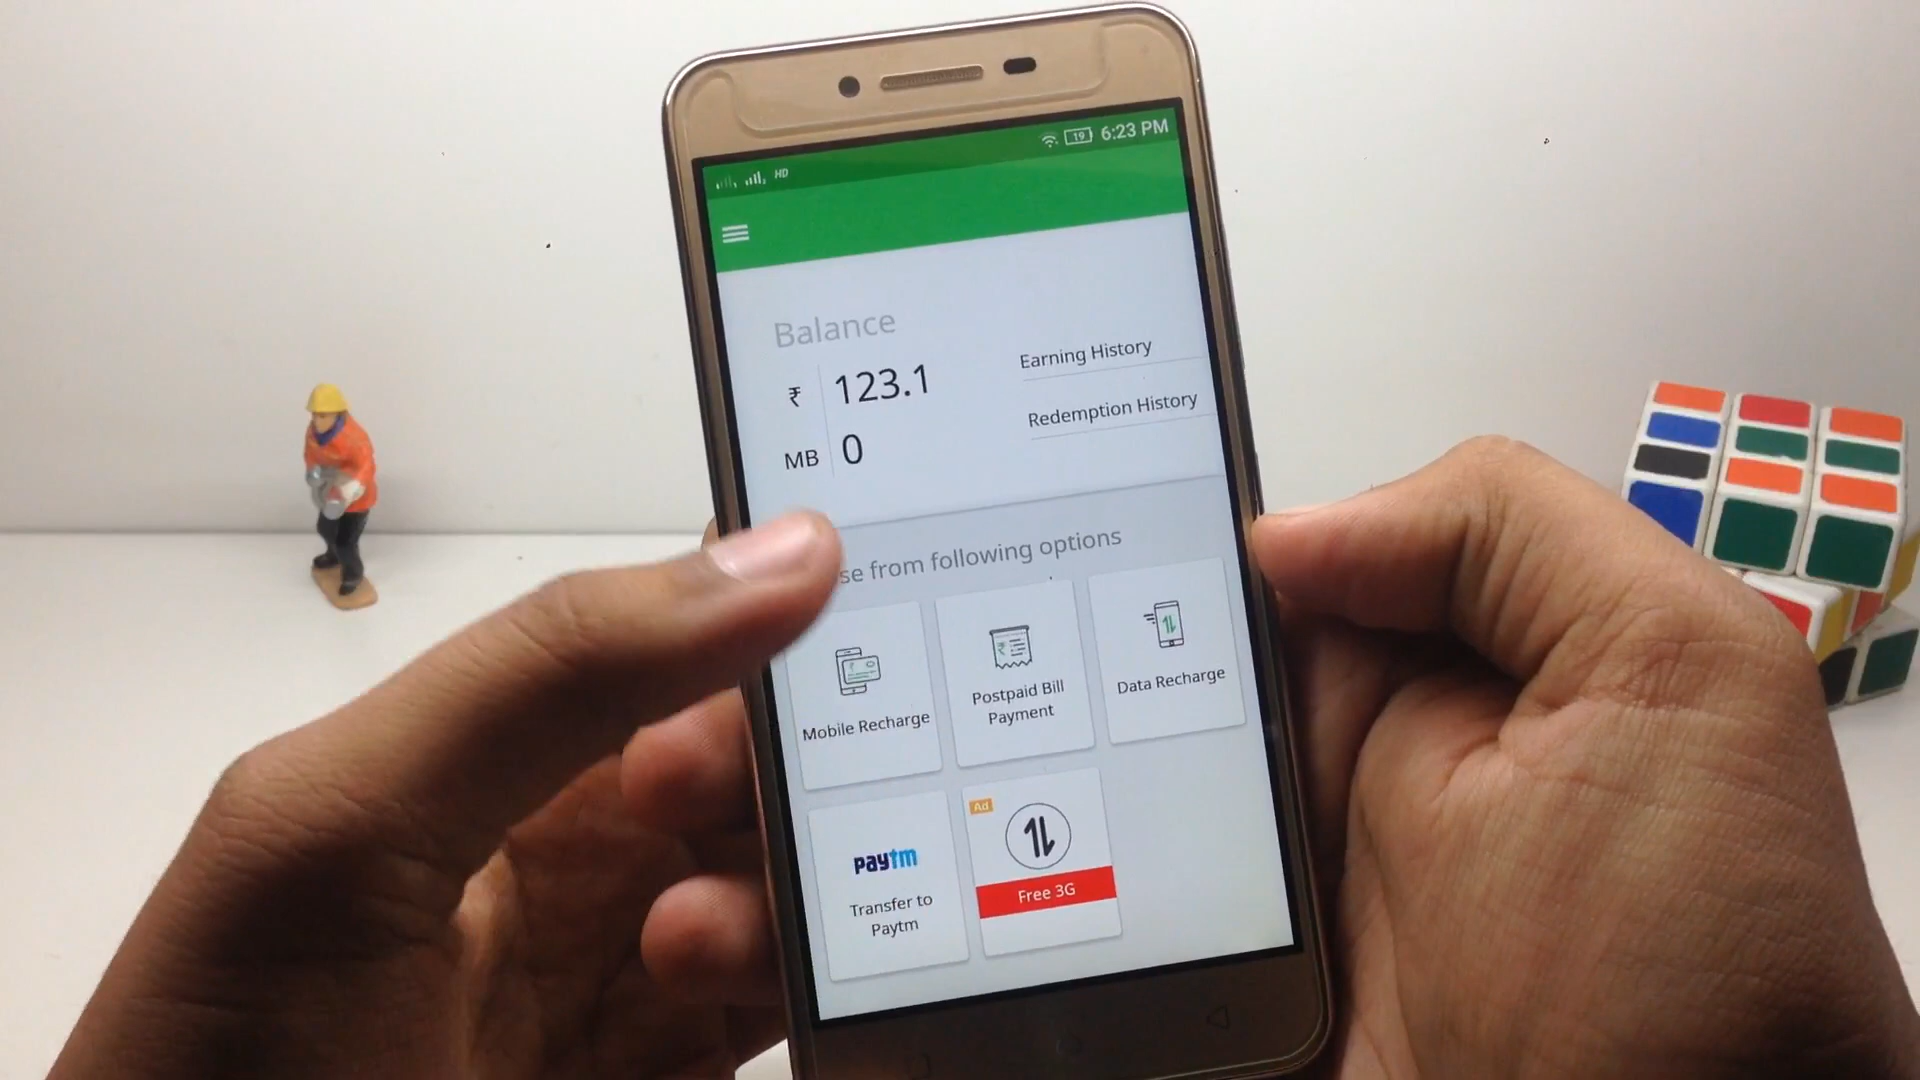 HD
19 6:23 PM
Balance
₹ 123.1
MB 0
Earning History
Redemption History
from following options
Mobile Recharge
Postpaid Bill
Payment
Data Recharge
paytm
Transfer to
Paytm
Ad
Free 3G